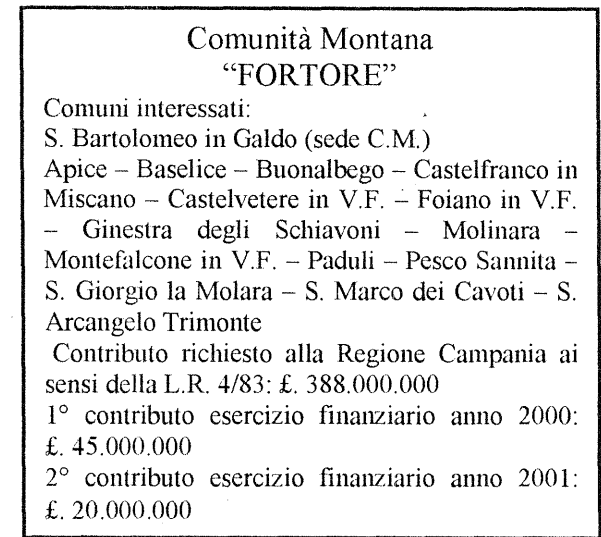 Comunità Montana
“FORTORE”
Comuni interessati:
S. Bartolomeo in Galdo (sede C.M.)
Apice – Baselice – Buonalbego – Castelfranco in
Miscano – Castelvetere in V.F. – Foiano in V.F.
– Ginestra degli Schiavoni – Molinara –
Montefalcone in V.F. – Paduli – Pesco Sannita –
S. Giorgio la Molara – S. Marco dei Cavoti – S.
Arcangelo Trimonte
Contributo richiesto alla Regione Campania ai
sensi della L.R. 4/83: £. 388.000.000
1° contributo esercizio finanziario anno 2000:
£. 45.000.000
2° contributo esercizio finanziario anno 2001:
£. 20.000.000